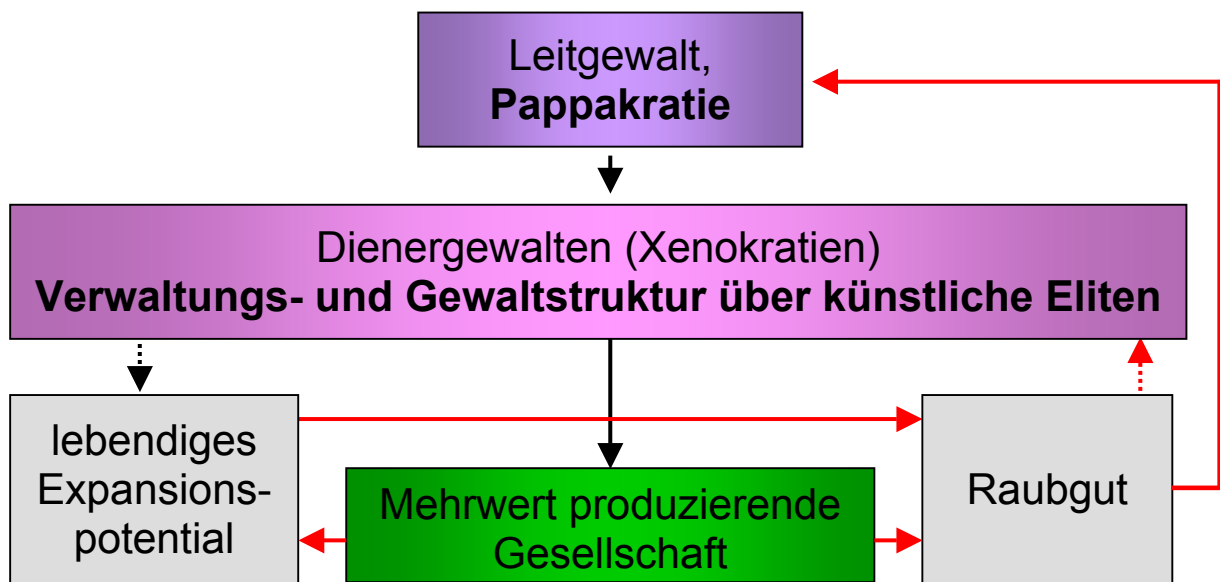 Leitgewalt,
Pappakratie
Dienergewalten (Xenokratien)
Verwaltungs- und Gewaltstruktur über künstliche Eliten
lebendiges
Expansions-
potential
Mehrwert produzierende
Gesellschaft
Raubgut